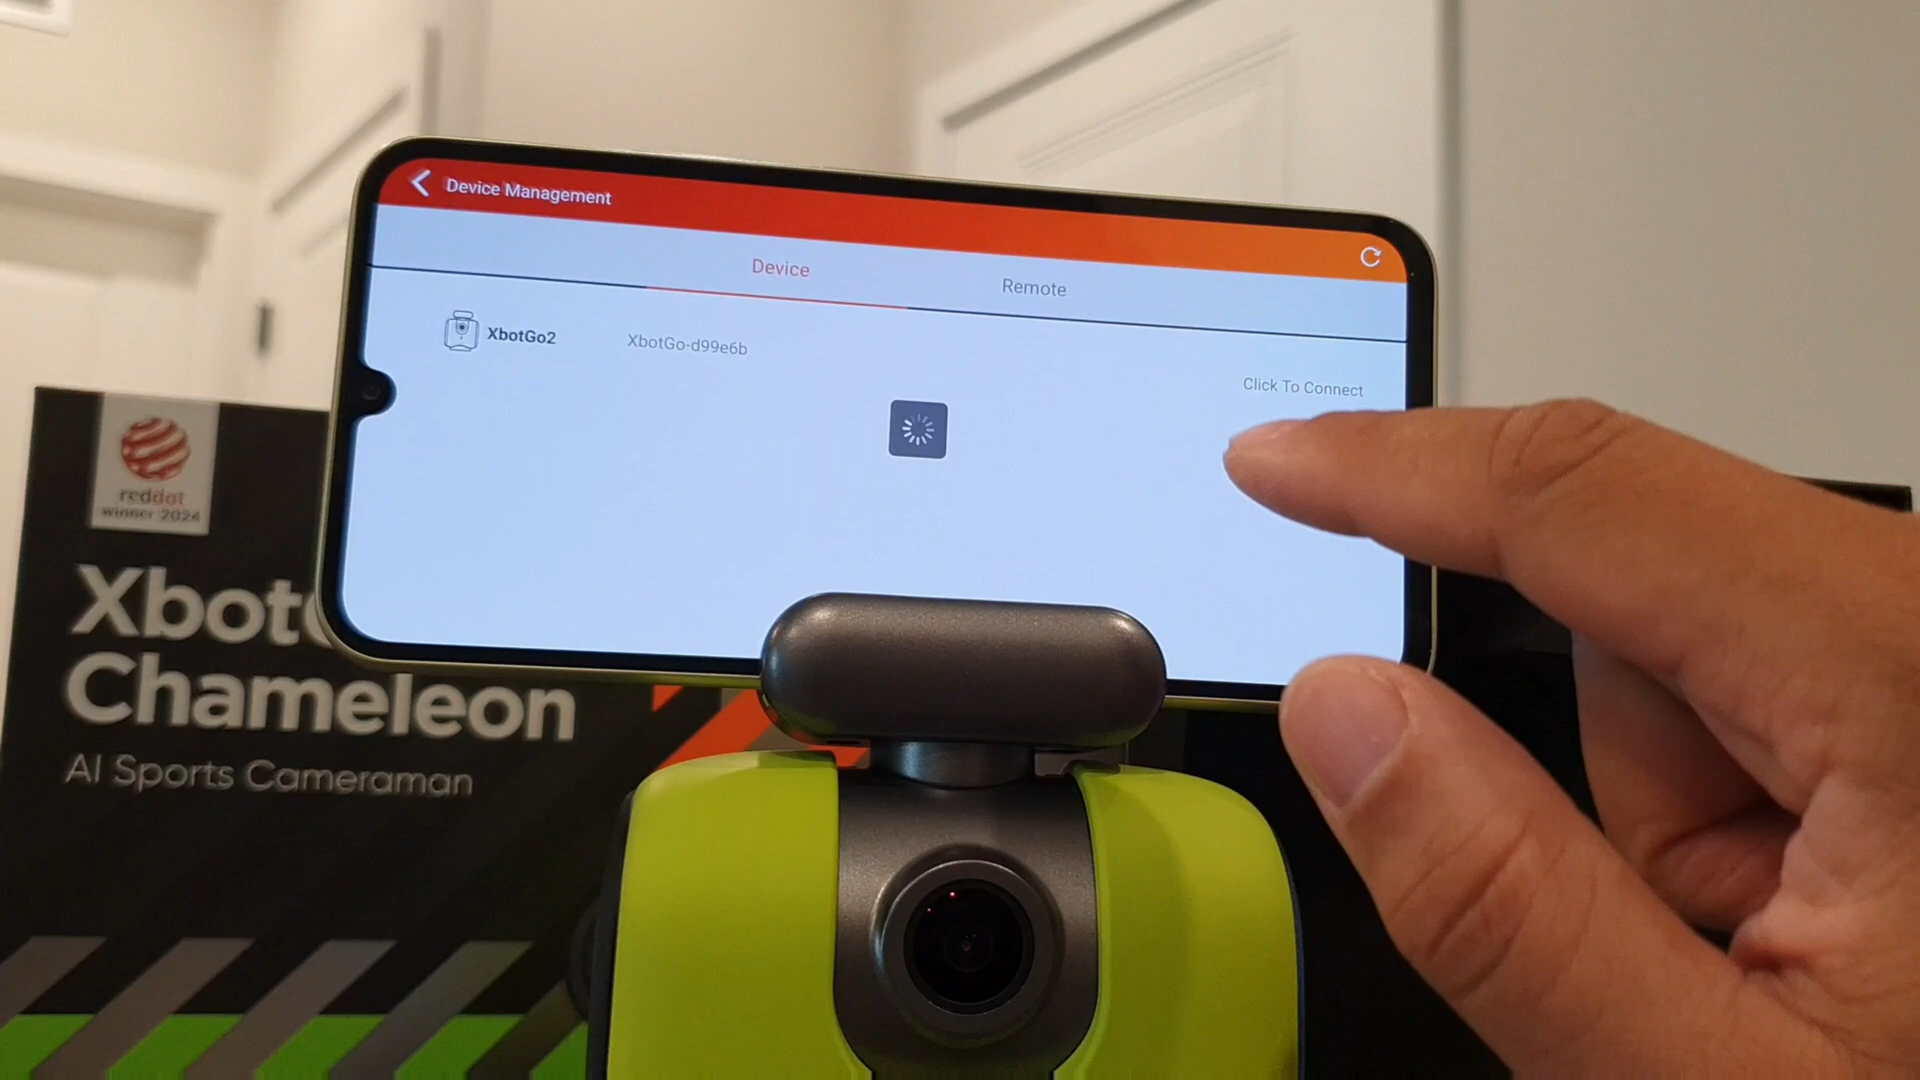 Device Management
Device
Remote
XbotGo2
XbotGo-d99e6b
Click To Connect
reddot
winner 2024
Xbot
Chameleon
AI Sports Cameraman